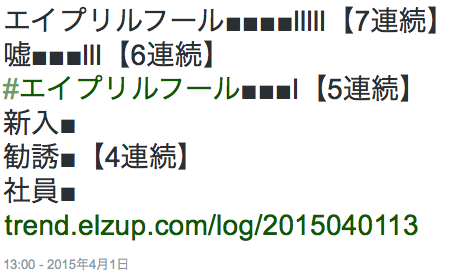 エイプリルフール■■■■lllll【7連続】
嘘■■■lll【6連続】
#エイプリルフール■■■l【5連続】
新入■
勧誘■【4連続】
社員■
trend.elzup.com/log/2015040113
13:00 - 2015年4月1日